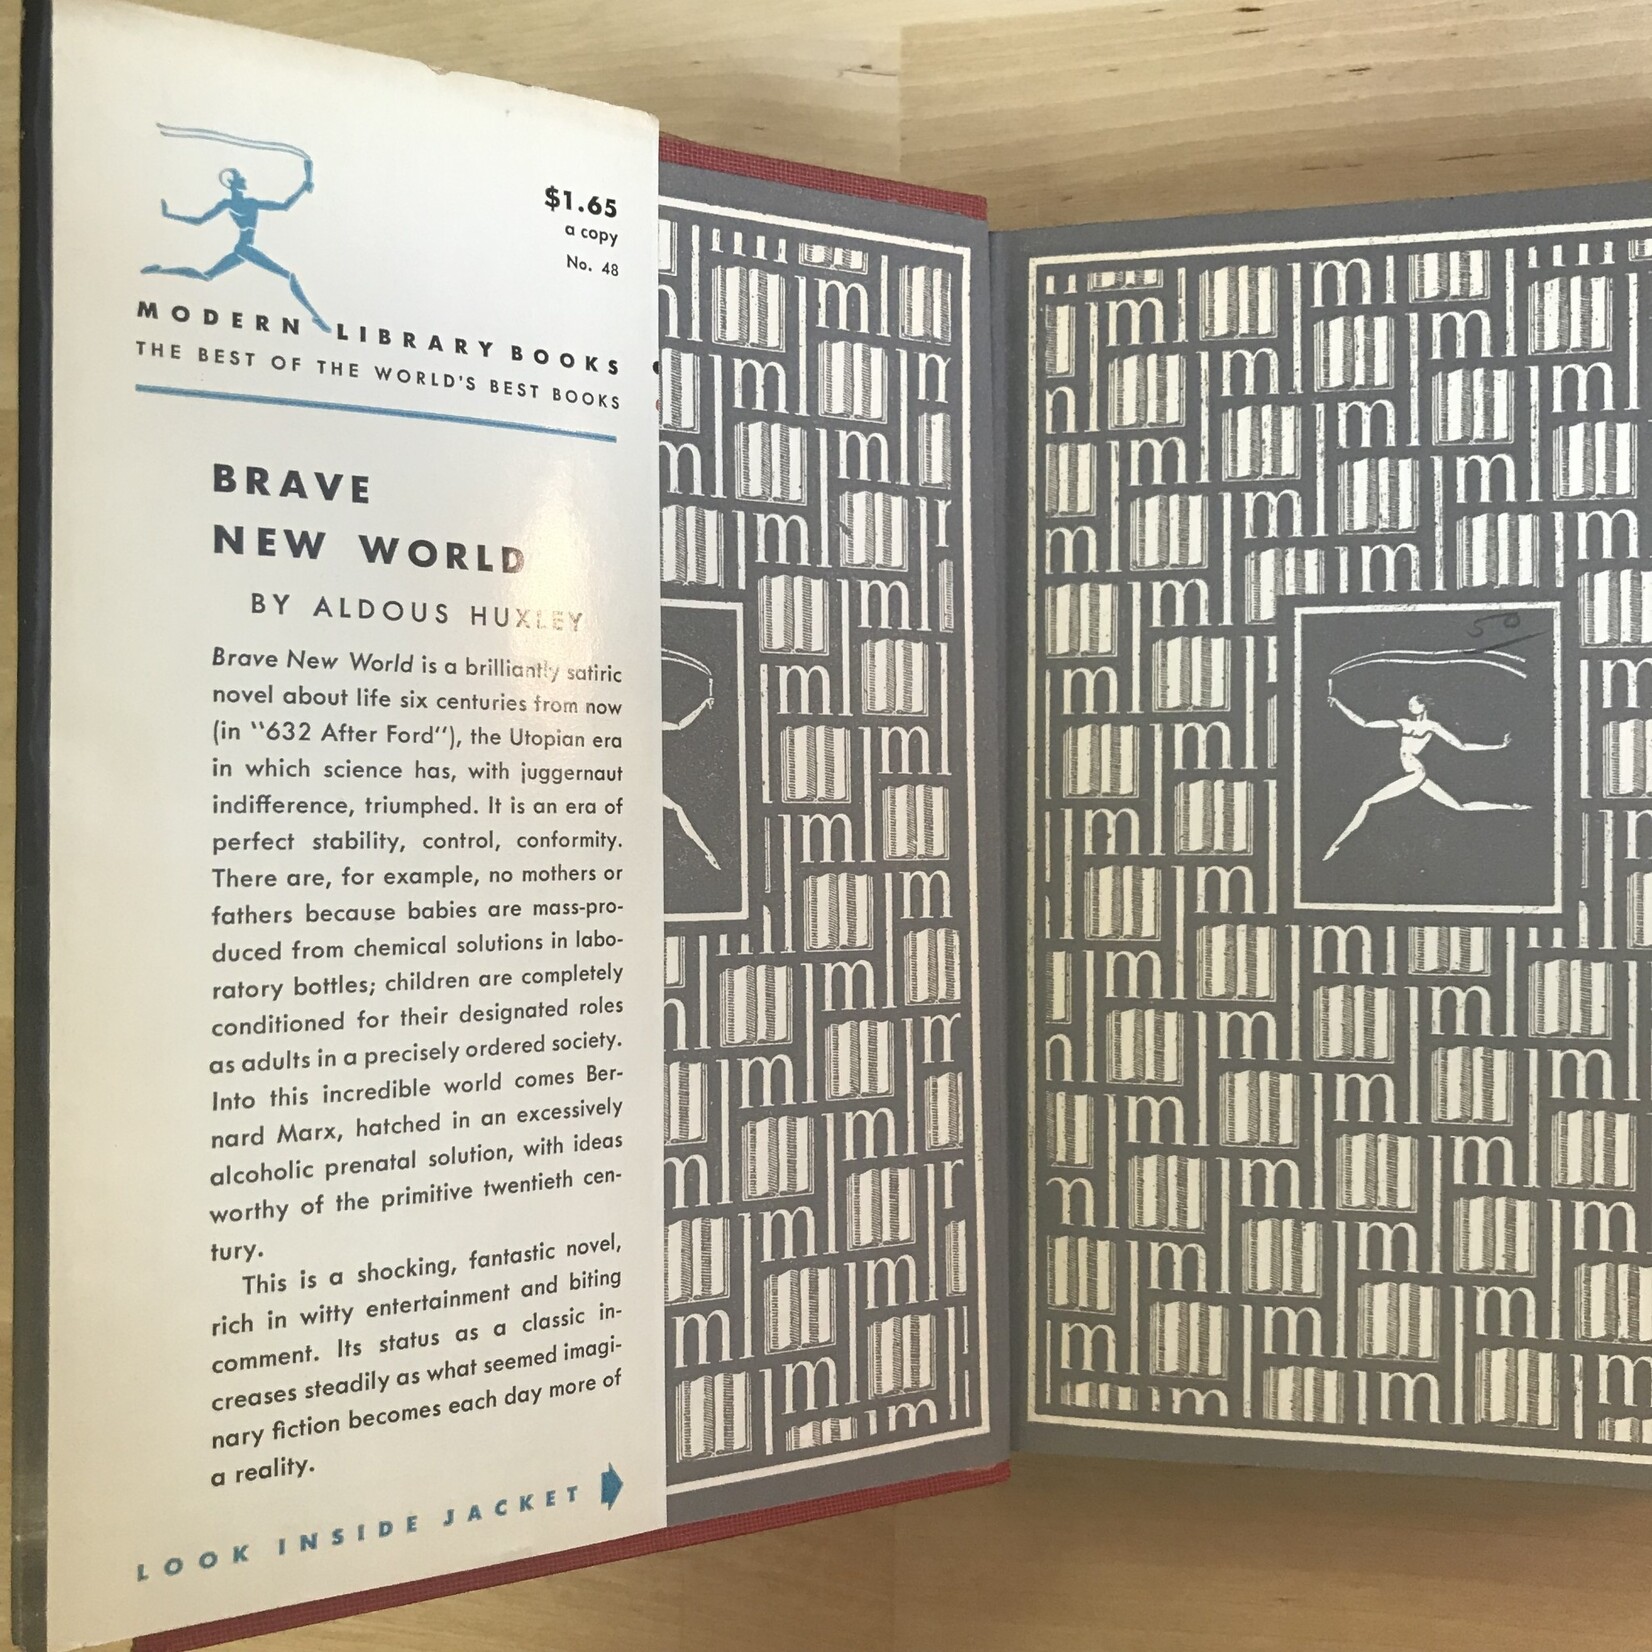 $1.65
a copy
No. 48
MODERN LIBRARY BOOKS
THE BEST OF THE WORLD'S BEST BOOKS
BRAVE
NEW WORLD
BY ALDOUS HUXLEY
Brave New World is a brilliantly satiric
novel about life six centuries from now
(in "632 After Ford"), the Utopian era
in which science has, with juggernaut
indifference, triumphed. It is an era of
perfect stability, control, conformity.
There are, for example, no mothers or
fathers because babies are mass-pro-
duced from chemical solutions in labo-
ratory bottles; children are completely
conditioned for their designated roles
as adults in a precisely ordered society.
Into this incredible world comes Ber-
nard Marx, hatched in an excessively
alcoholic prenatal solution, with ideas
worthy of the primitive twentieth cen-
tury.
This is a shocking, fantastic novel,
rich in witty entertainment and biting
comment. Its status as a classic in-
creases steadily as what seemed imagi-
nary fiction becomes each day more of
a reality.
LOOK INSIDE JACKET
50